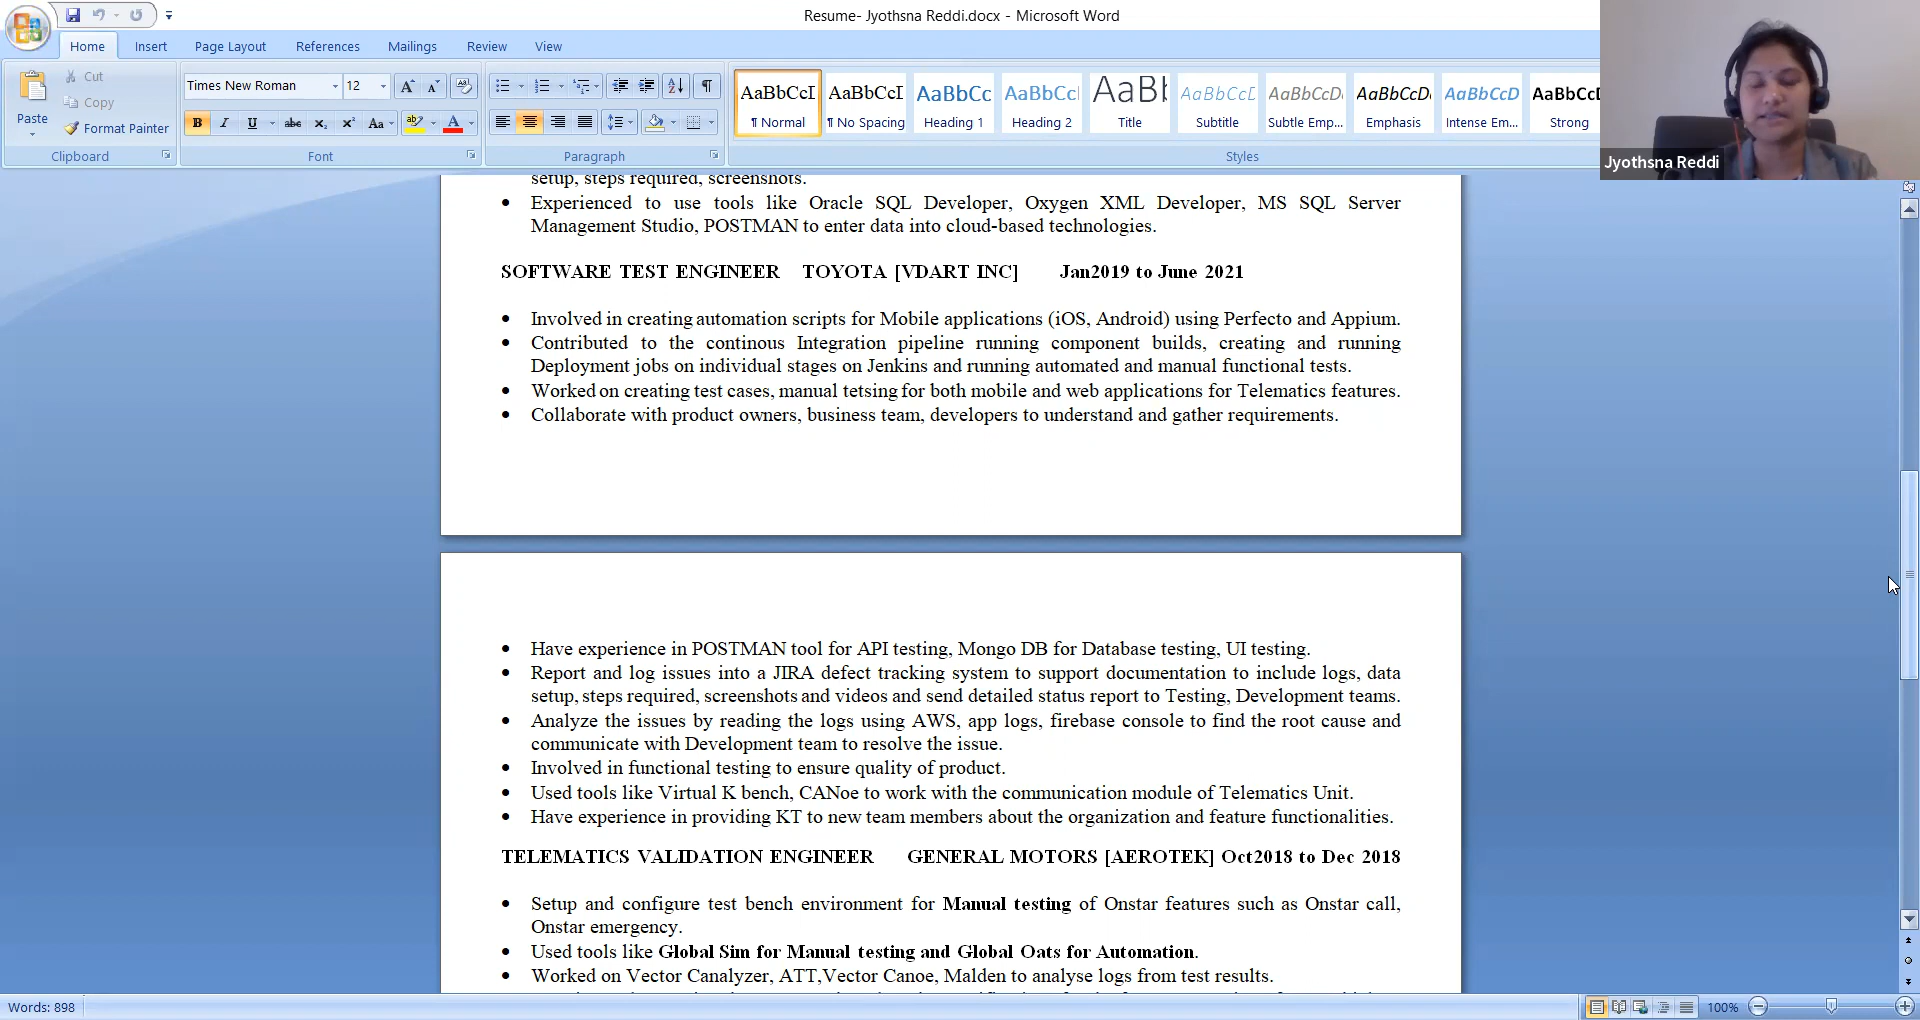 Resume- Jyothsna Reddi.docx - Microsoft Word
Home Insert Page Layout References Mailings Review View
Paste
Cut
Copy
Format Painter
Clipboard
Times New Roman 12
B I U abc x₂ x² Aa
Font
Paragraph
AaBbCcI AaBbCcI AaBbCc AaBbCcI AaBb AaBbCcL AaBbCcDı AaBbCcDı AaBbCcD AaBbCcD
¶ Normal ¶ No Spacing Heading 1 Heading 2 Title Subtitle Subtle Emp... Emphasis Intense Em... Strong
Styles
Jyothsna Reddi
setup, steps required, screenshots.
• Experienced to use tools like Oracle SQL Developer, Oxygen XML Developer, MS SQL Server
Management Studio, POSTMAN to enter data into cloud-based technologies.
SOFTWARE TEST ENGINEER TOYOTA [VDART INC] Jan2019 to June 2021
• Involved in creating automation scripts for Mobile applications (iOS, Android) using Perfecto and Appium.
• Contributed to the continous Integration pipeline running component builds, creating and running
Deployment jobs on individual stages on Jenkins and running automated and manual functional tests.
• Worked on creating test cases, manual tetsing for both mobile and web applications for Telematics features.
• Collaborate with product owners, business team, developers to understand and gather requirements.
• Have experience in POSTMAN tool for API testing, Mongo DB for Database testing, UI testing.
• Report and log issues into a JIRA defect tracking system to support documentation to include logs, data
setup, steps required, screenshots and videos and send detailed status report to Testing, Development teams.
• Analyze the issues by reading the logs using AWS, app logs, firebase console to find the root cause and
communicate with Development team to resolve the issue.
• Involved in functional testing to ensure quality of product.
• Used tools like Virtual K bench, CANoe to work with the communication module of Telematics Unit.
• Have experience in providing KT to new team members about the organization and feature functionalities.
TELEMATICS VALIDATION ENGINEER GENERAL MOTORS [AEROTEK] Oct2018 to Dec 2018
• Setup and configure test bench environment for Manual testing of Onstar features such as Onstar call,
Onstar emergency.
• Used tools like Global Sim for Manual testing and Global Oats for Automation.
• Worked on Vector Canalyzer, ATT,Vector Canoe, Malden to analyse logs from test results.
Words: 898
100%